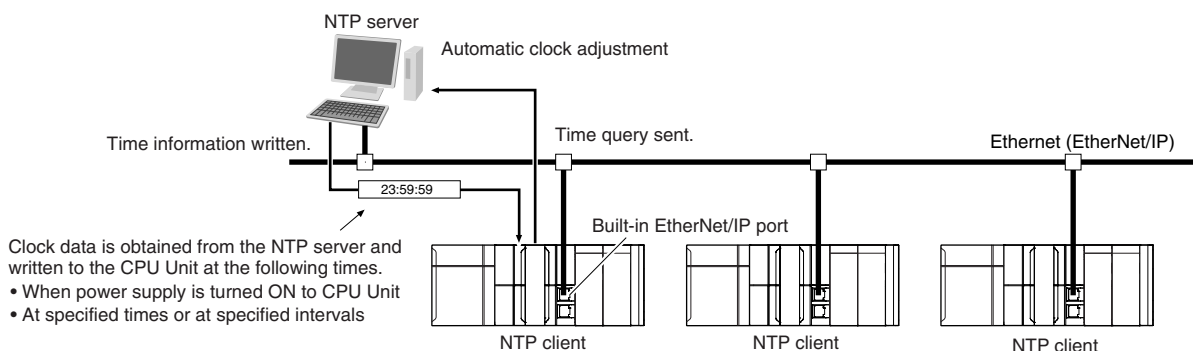 NTP server
Automatic clock adjustment
Time information written.
Time query sent.
Ethernet (EtherNet/IP)
23:59:59
Built-in EtherNet/IP port
Clock data is obtained from the NTP server and
written to the CPU Unit at the following times.
• When power supply is turned ON to CPU Unit
• At specified times or at specified intervals
NTP client
NTP client
NTP client